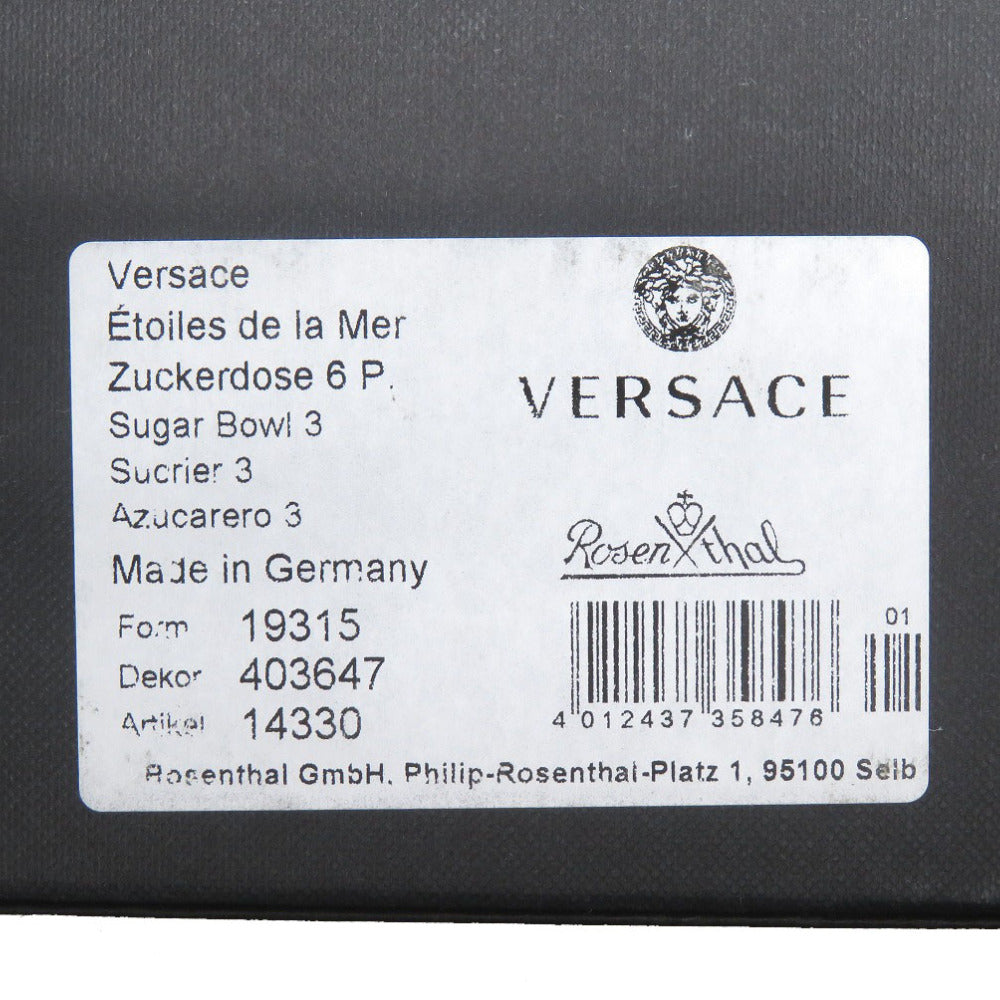 Versace
Étoiles de la Mer
Zuckerdose 6 P.
Sugar Bowl 3
Sucrier 3
Azucarero 3
Made in Germany
Form 19315
Dekor 403647
Artikel 14330
VERSACE
Rosenthal
01
4 012437 358476
Rosenthal GmbH, Philip-Rosenthal-Platz 1, 95100 Selb